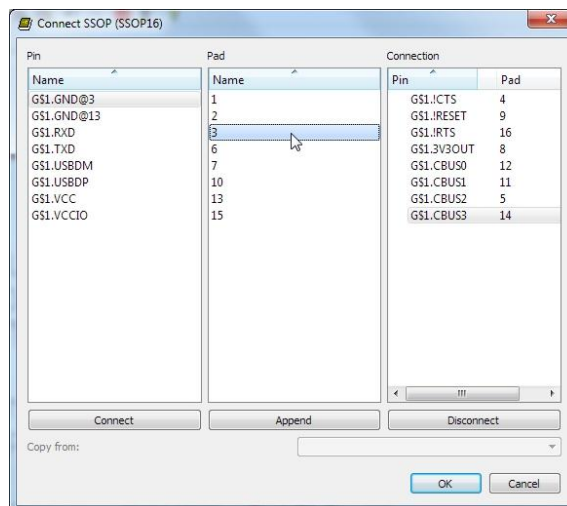 Connect SSOP (SSOP16)
Pin Pad Connection
Name Name Pin Pad
G$1.GND@3 1 G$1.!CTS 4
G$1.GND@13 2 G$1.!RESET 9
G$1.RXD 3 G$1.!RTS 16
G$1.TXD 6 G$1.3V3OUT 8
G$1.USBDM 7 G$1.CBUS0 12
G$1.USBDP 10 G$1.CBUS1 11
G$1.VCC 13 G$1.CBUS2 5
G$1.VCCIO 15 G$1.CBUS3 14
Connect Append Disconnect
Copy from:
OK Cancel